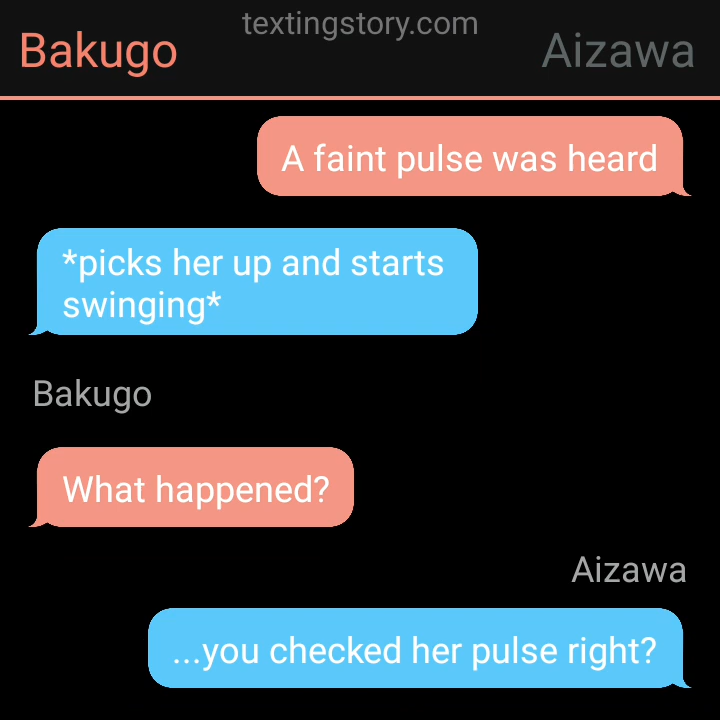 textingstory.com
Bakugo
Aizawa
A faint pulse was heard
*picks her up and starts
swinging*
Bakugo
What happened?
Aizawa
...you checked her pulse right?